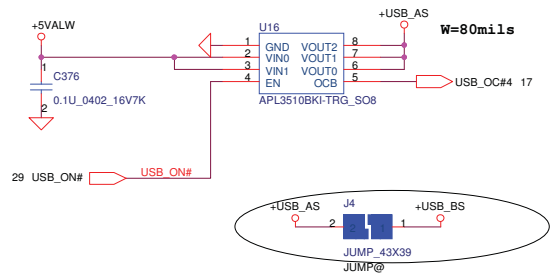 +5VALW
U16
+USB_AS
W=80mils
1 GND VOUT2 8
2 VIN0 VOUT1 7
3 VIN1 VOUT0 6
4 EN OCB 5
APL3510BKI-TRG_SO8
USB_OC#4 17
1
C376
0.1U_0402_16V7K
2
29 USB_ON#
USB_ON#
+USB_AS
J4
+USB_BS
2 2 1 1
JUMP_43X39
JUMP@